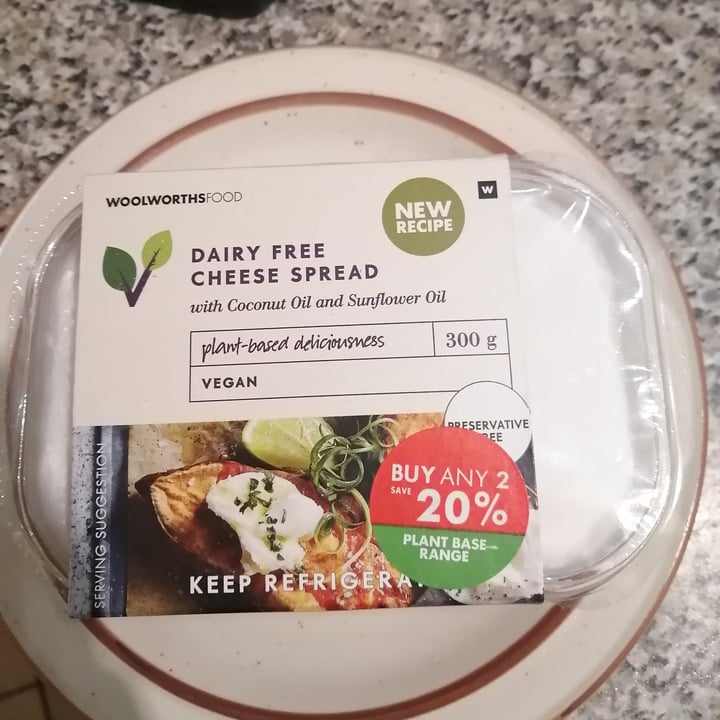 WOOLWORTHSFOOD
W
NEW
RECIPE
DAIRY FREE
CHEESE SPREAD
with Coconut Oil and Sunflower Oil
plant-based deliciousness
300 g
VEGAN
PRESERVATIVE
BUY ANY 2
SAVE 20%
PLANT BASE
RANGE
SERVING SUGGESTION
KEEP